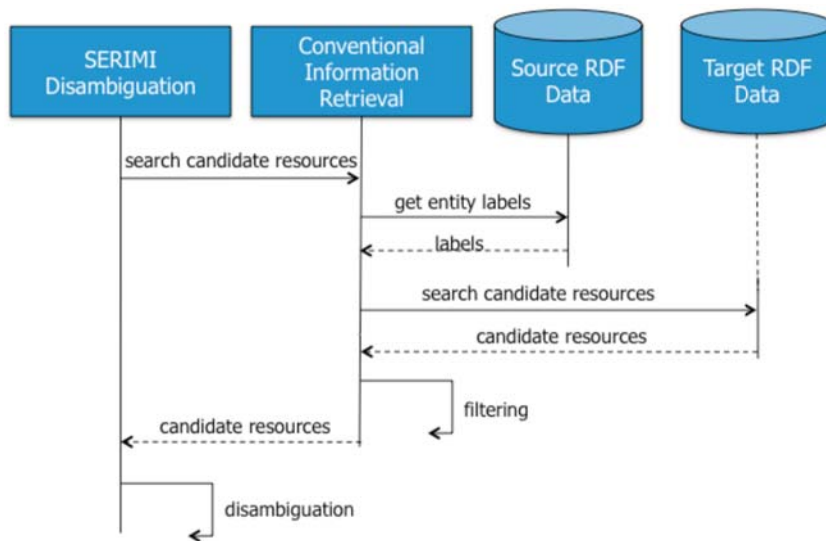 SERIMI
Disambiguation
Conventional
Information
Retrieval
Source RDF
Data
Target RDF
Data
search candidate resources
get entity labels
labels
search candidate resources
candidate resources
filtering
candidate resources
disambiguation